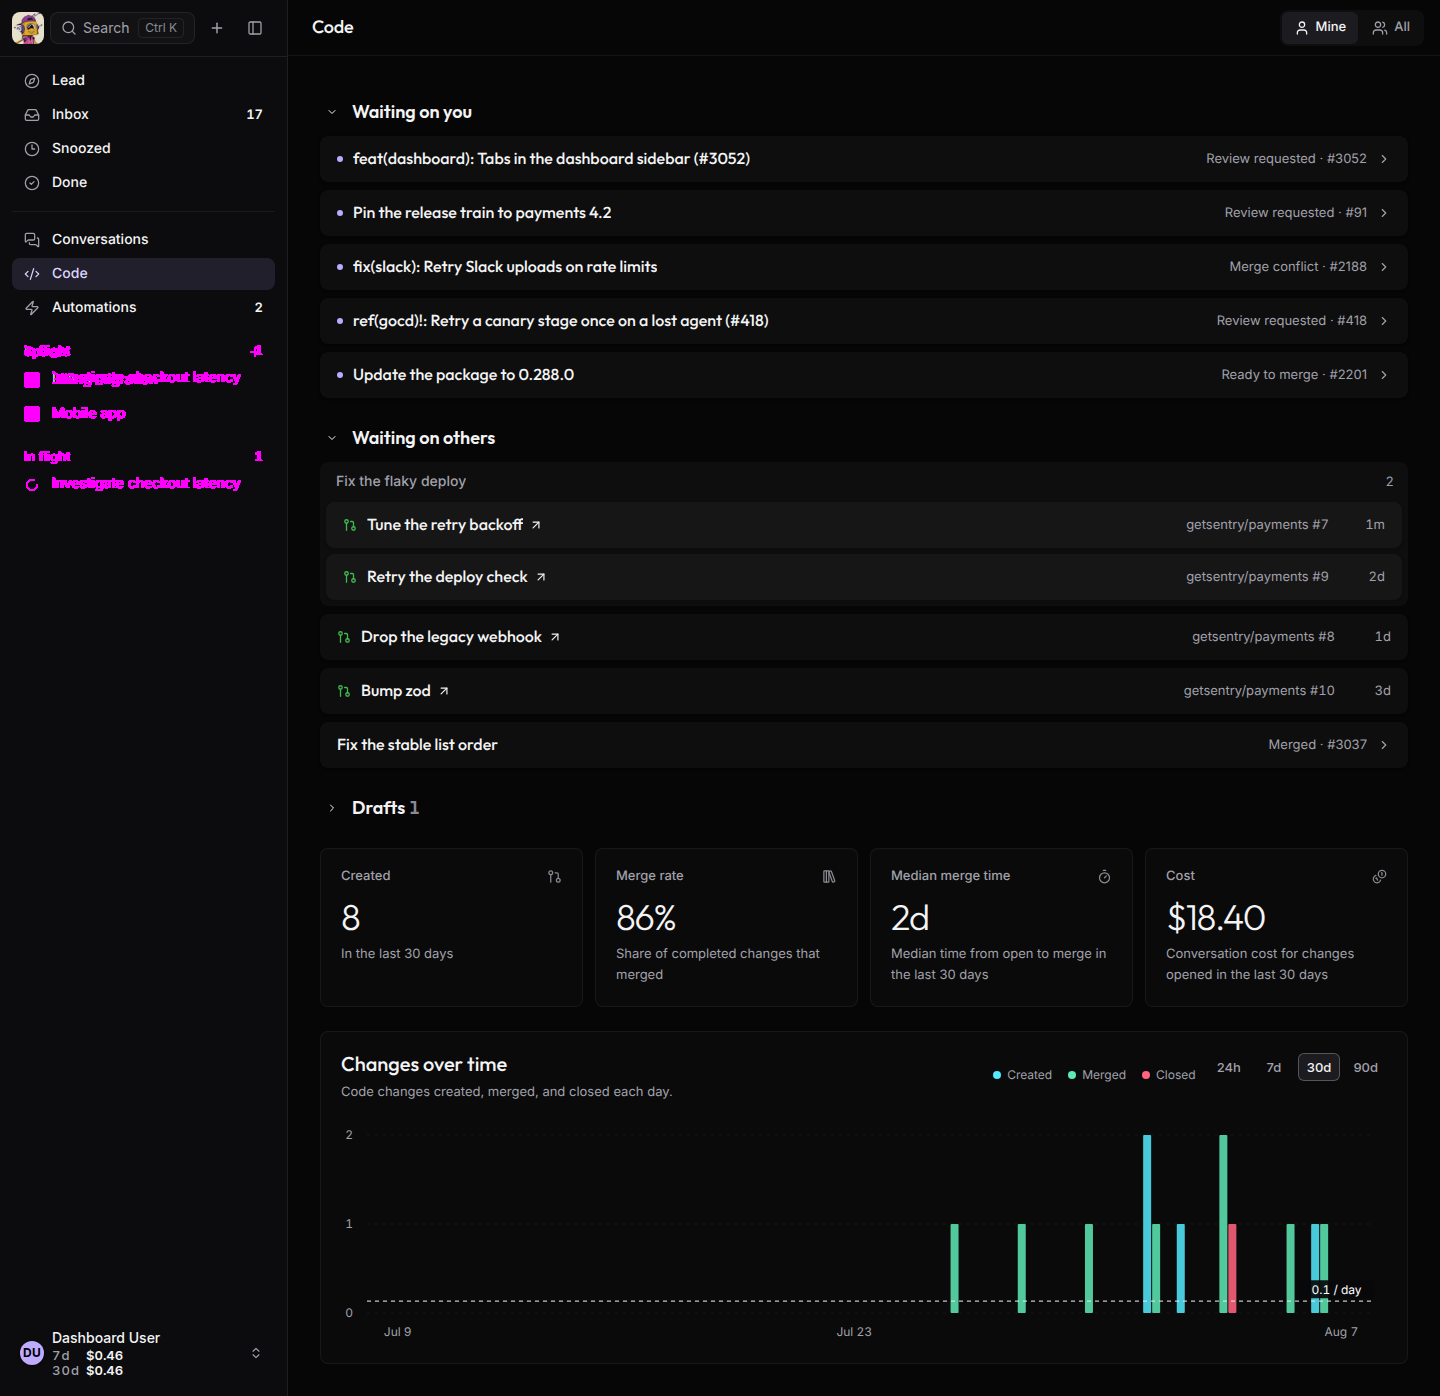 Search Ctrl K
Lead
Inbox 17
Snoozed
Done
Conversations
Code
Automations 2
checkout latency
Mobile app
In flight 1
Investigate checkout latency
Dashboard User
DU
7d $0.46
30d $0.46
Code
Mine All
Waiting on you
feat(dashboard): Tabs in the dashboard sidebar (#3052) Review requested · #3052
Pin the release train to payments 4.2 Review requested · #91
fix(slack): Retry Slack uploads on rate limits Merge conflict · #2188
ref(gocd)!: Retry a canary stage once on a lost agent (#418) Review requested · #418
Update the package to 0.288.0 Ready to merge · #2201
Waiting on others
Fix the flaky deploy 2
Tune the retry backoff getsentry/payments #7 1m
Retry the deploy check getsentry/payments #9 2d
Drop the legacy webhook getsentry/payments #8 1d
Bump zod getsentry/payments #10 3d
Fix the stable list order Merged · #3037
Drafts 1
Created
8
In the last 30 days
Merge rate
86%
Share of completed changes that
merged
Median merge time
2d
Median time from open to merge in
the last 30 days
Cost
$18.40
Conversation cost for changes
opened in the last 30 days
Changes over time
Code changes created, merged, and closed each day.
Created Merged Closed 24h 7d 30d 90d
2
1
0
0.1 / day
Jul 9 Jul 23 Aug 7